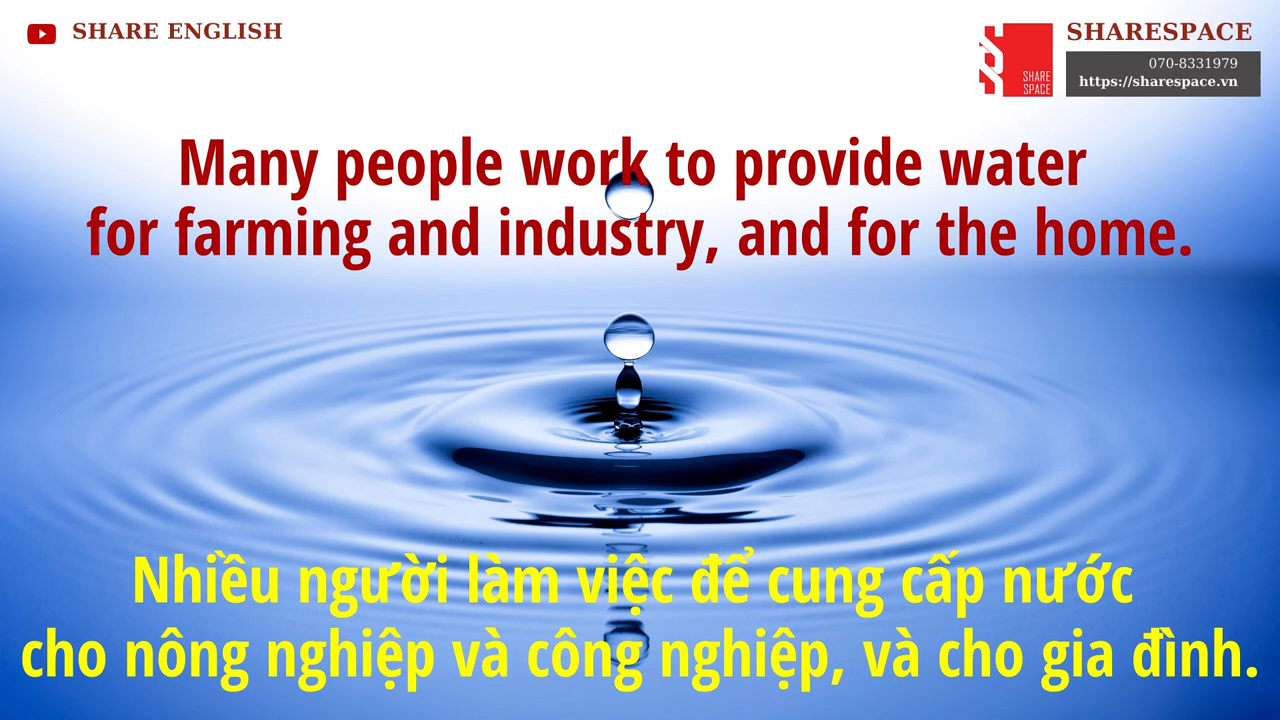 SHARE ENGLISH
SHARE
SPACE
SHARESPACE
070-8331979
https://sharespace.vn
Many people work to provide water
for farming and industry, and for the home.
Nhiều người làm việc để cung cấp nước
cho nông nghiệp và công nghiệp, và cho gia đình.